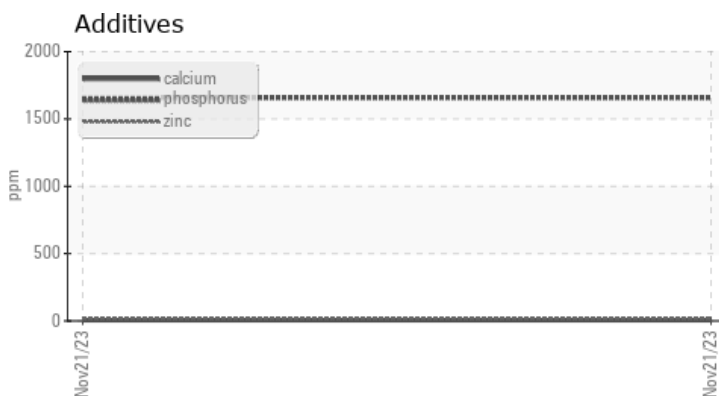 Additives
2000
calcium
phosphorus
zinc
1500
ppm
1000
500
0
Nov21/23
Nov21/23